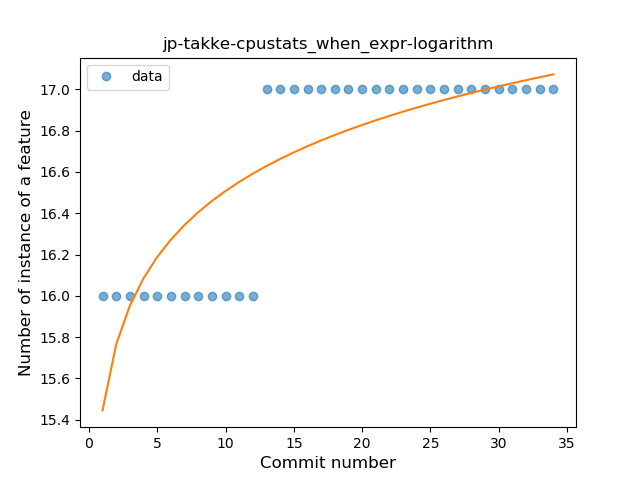 jp-takke-cpustats_when_expr-logarithm
data
Number of instance of a feature
17.0
16.8
16.6
16.4
16.2
16.0
15.8
15.6
15.4
0 5 10 15 20 25 30 35
Commit number